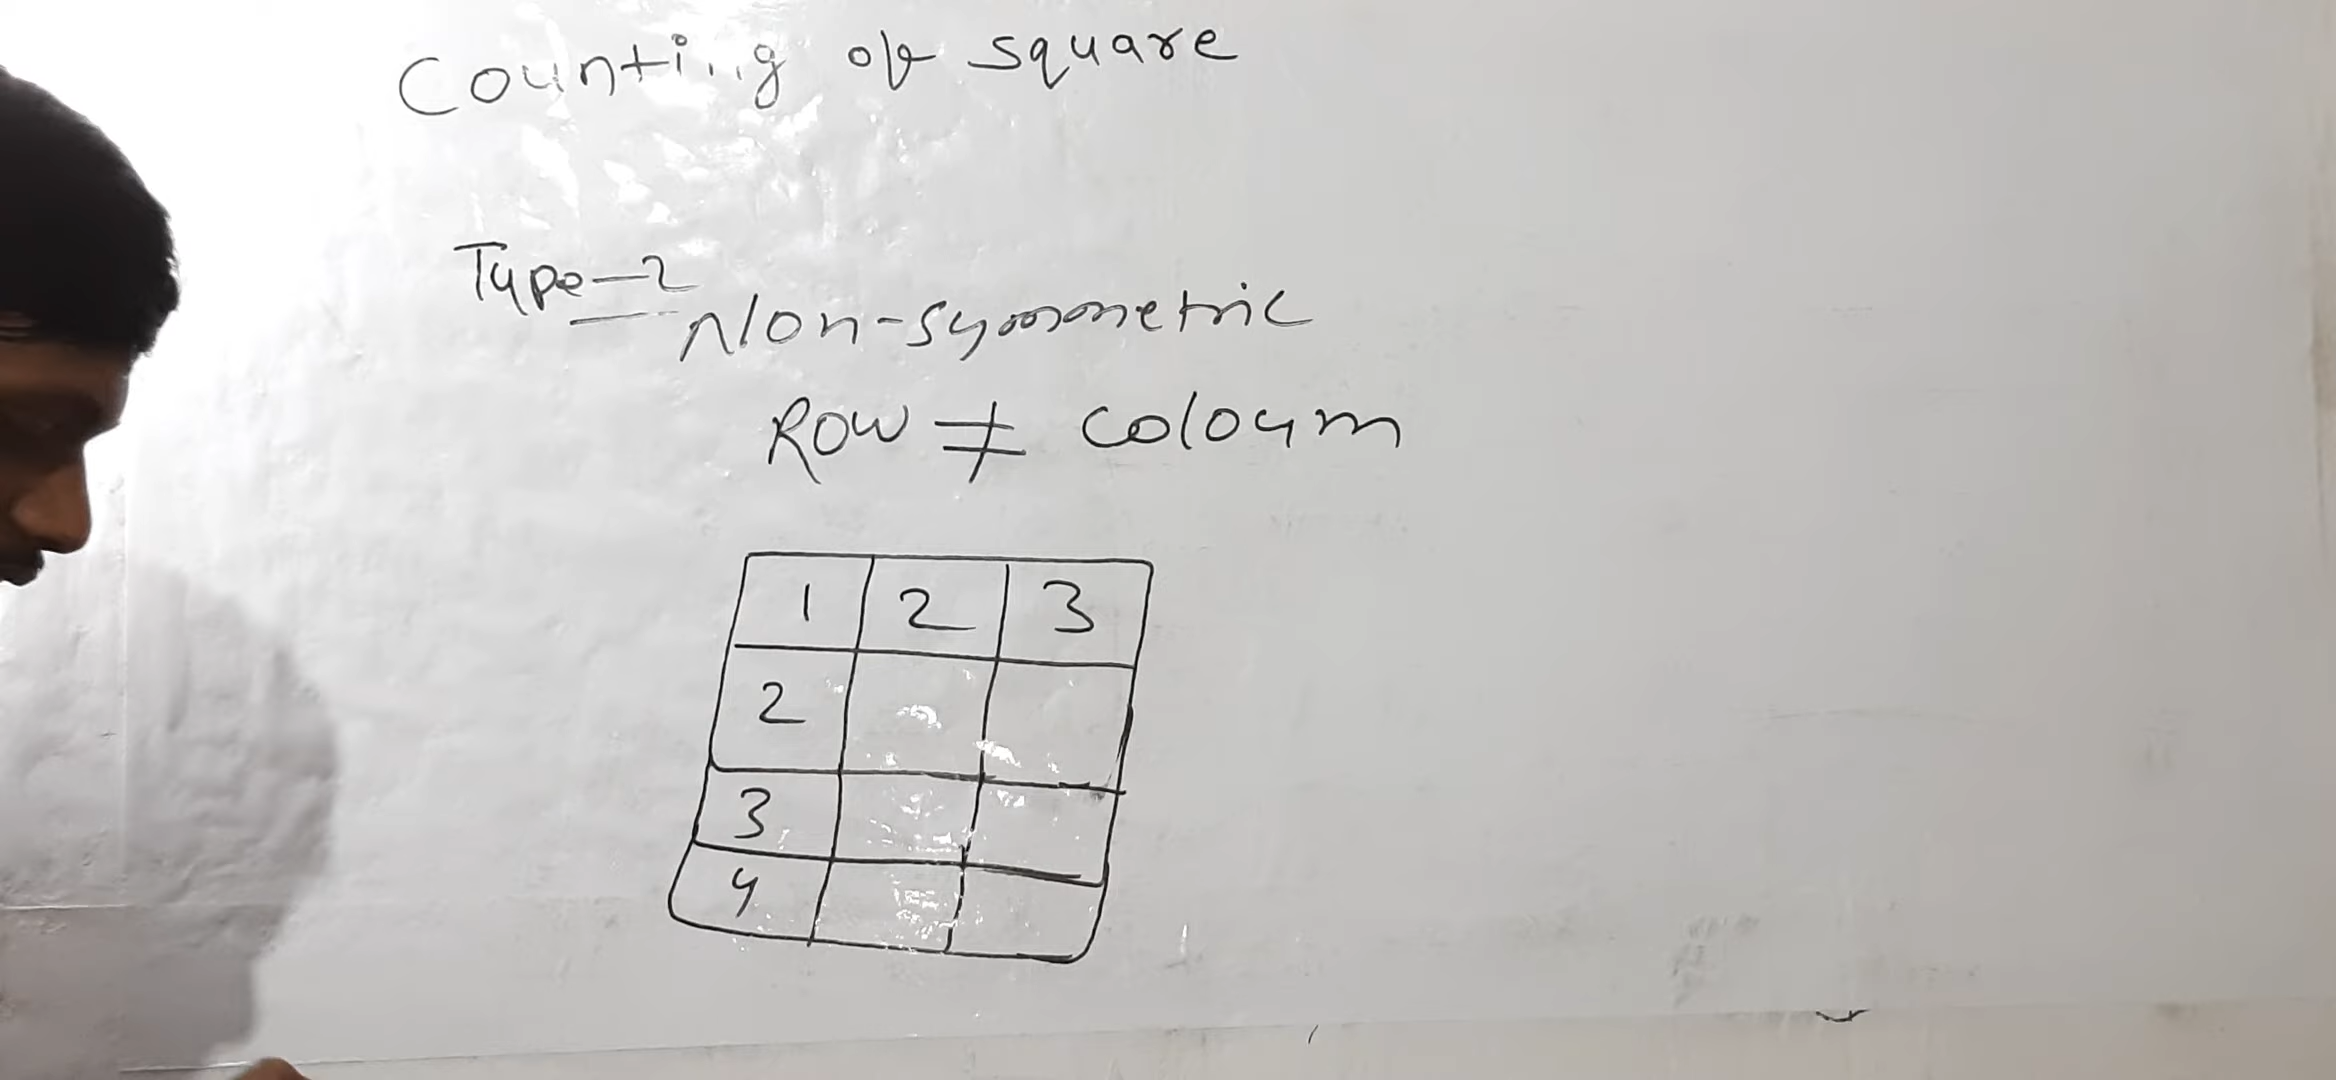 Counting of square
Type-2
Non-symmetric
Row ≠ coloum
1 2 3
2
3
4